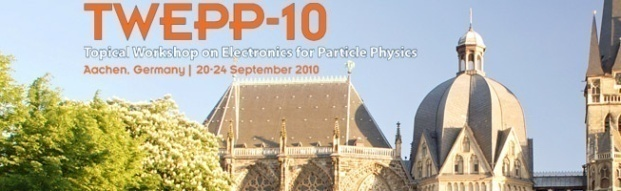 TWEPP-10
Topical Workshop on Electronics for Particle Physics
Aachen, Germany | 20-24 September 2010